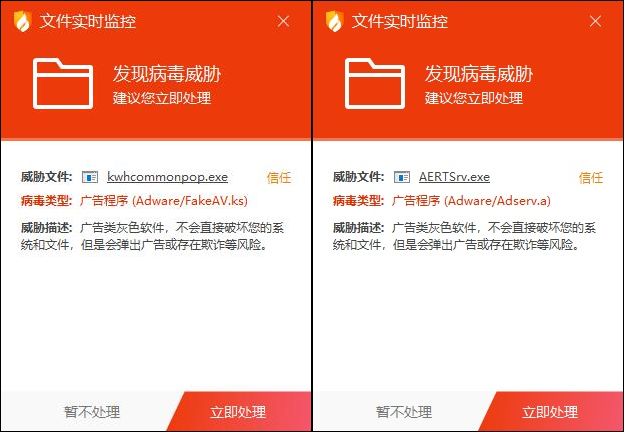 文件实时监控
发现病毒威胁
建议您立即处理
威胁文件: kwhcommonpop.exe 信任
病毒类型: 广告程序 (Adware/FakeAV.ks)
威胁描述: 广告类灰色软件，不会直接破坏您的系
统和文件，但是会弹出广告或存在欺诈等风险。
暂不处理 立即处理
文件实时监控
发现病毒威胁
建议您立即处理
威胁文件: AERTSrv.exe 信任
病毒类型: 广告程序 (Adware/Adserv.a)
威胁描述: 广告类灰色软件，不会直接破坏您的系
统和文件，但是会弹出广告或存在欺诈等风险。
暂不处理 立即处理